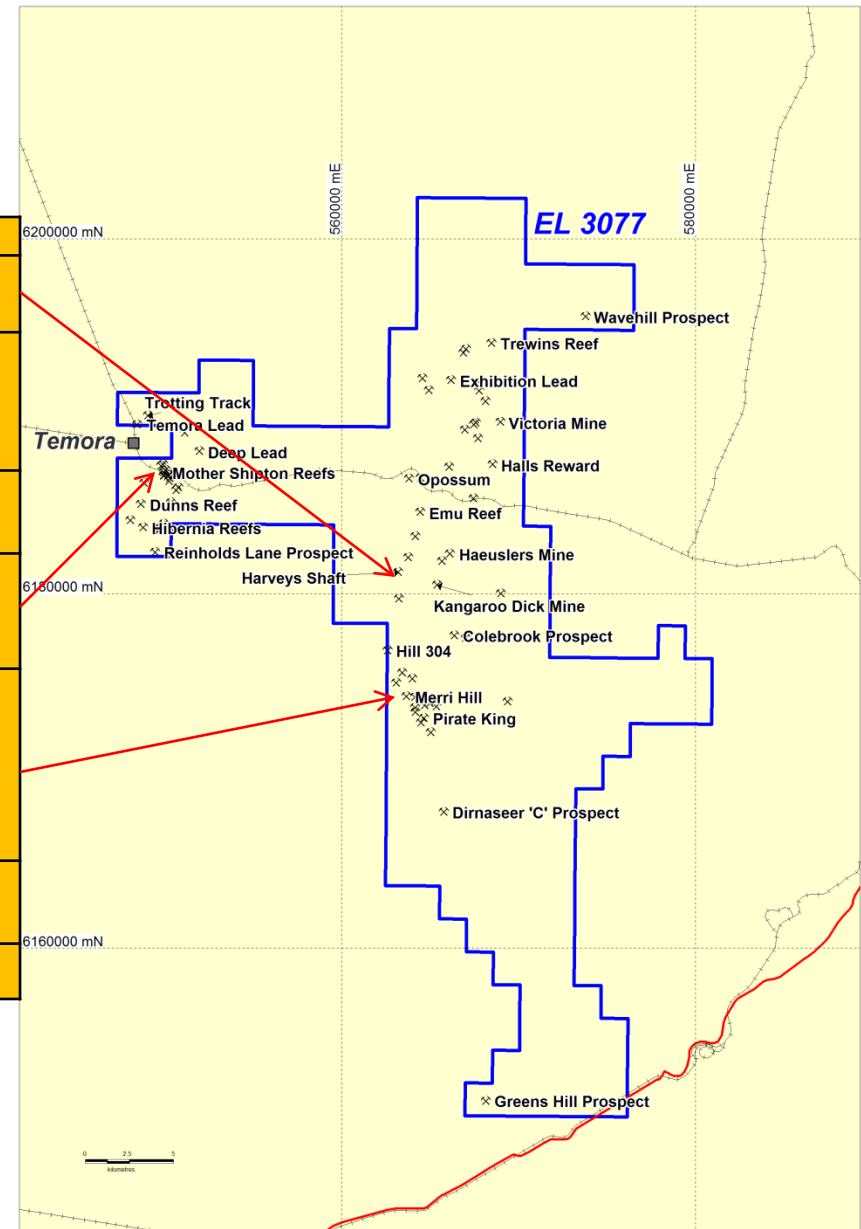 560000 mE
580000 mE
6200000 mN
EL 3077
Wavehill Prospect
Trewins Reef
Exhibition Lead
Trotting Track
Temora Lead
Victoria Mine
Temora
Deep Lead
Halls Reward
Mother Shipton Reefs
Opossum
Dunns Reef
Emu Reef
Hibernia Reefs
Reinholds Lane Prospect
Haeuslers Mine
Harveys Shaft
6180000 mN
Kangaroo Dick Mine
Colebrook Prospect
Hill 304
Merri Hill
Pirate King
Dirnaseer 'C' Prospect
6160000 mN
Greens Hill Prospect
0 2.5 5
kilometres